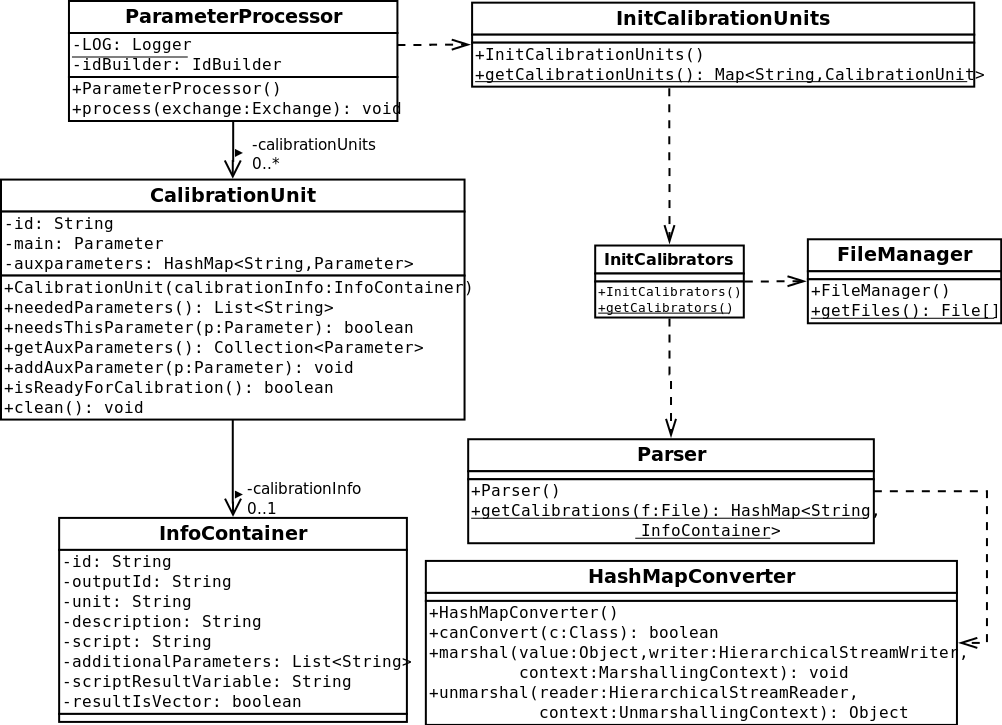 ParameterProcessor
-LOG: Logger
-idBuilder: IdBuilder
+ParameterProcessor()
+process(exchange:Exchange): void
InitCalibrationUnits
+InitCalibrationUnits()
+getCalibrationUnits(): Map<String,CalibrationUnit>
-calibrationUnits
0..*
CalibrationUnit
-id: String
-main: Parameter
-auxparameters: HashMap<String,Parameter>
+CalibrationUnit(calibrationInfo:InfoContainer)
+neededParameters(): List<String>
+needsThisParameter(p:Parameter): boolean
+getAuxParameters(): Collection<Parameter>
+addAuxParameter(p:Parameter): void
+isReadyForCalibration(): boolean
+clean(): void
InitCalibrators
+InitCalibrators()
+getCalibrators()
FileManager
+FileManager()
+getFiles(): File[]
-calibrationInfo
0..1
InfoContainer
-id: String
-outputId: String
-unit: String
-description: String
-script: String
-additionalParameters: List<String>
-scriptResultVariable: String
-resultIsVector: boolean
Parser
+Parser()
+getCalibrations(f:File): HashMap<String,
InfoContainer>
HashMapConverter
+HashMapConverter()
+canConvert(c:Class): boolean
+marshal(value:Object,writer:HierarchicalStreamWriter,
context:MarshallingContext): void
+unmarshal(reader:HierarchicalStreamReader,
context:UnmarshallingContext): Object